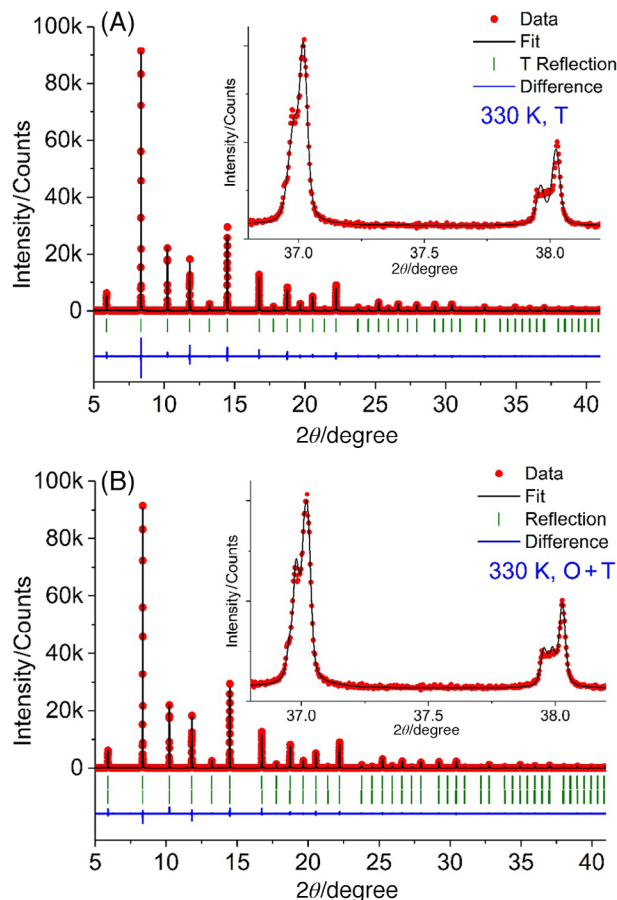 (A)
100k
80k
60k
40k
20k
0
Intensity/Counts
Data
Fit
T Reflection
Difference
330 K, T
Intensity/Counts
37.0
37.5
38.0
2θ/degree
5
10
15
20
25
30
35
40
2θ/degree
(B)
100k
80k
60k
40k
20k
0
Intensity/Counts
Data
Fit
Reflection
Difference
330 K, O+T
Intensity/Counts
37.0
37.5
38.0
2θ/degree
5
10
15
20
25
30
35
40
2θ/degree